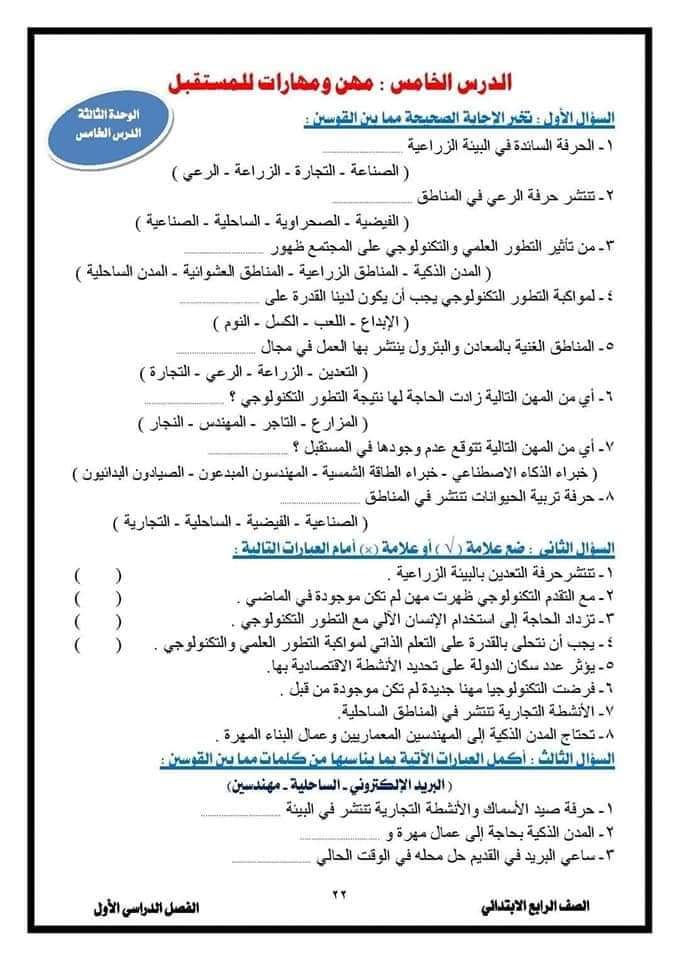 الدرس الخامس : مهن ومهارات للمستقبل
الوحدة الثالثة
الدرس الخامس
السؤال الأول : تخير الاجابة الصحيحة مما بين القوسين :
١- الحرفة السائدة في البيئة الزراعية ....................
( الصناعة - التجارة - الزراعة - الرعي )
٢- تنتشر حرفة الرعي في المناطق ....................
( الفيضية - الصحراوية - الساحلية - الصناعية )
٣- من تأثير التطور العلمي والتكنولوجي على المجتمع ظهور ....................
( المدن الذكية - المناطق الزراعية - المناطق العشوائية - المدن الساحلية )
٤- لمواكبة التطور التكنولوجي يجب أن يكون لدينا القدرة على ....................
( الإبداع - اللعب - الكسل - النوم )
٥- المناطق الغنية بالمعادن والبترول ينتشر بها العمل في مجال ....................
( التعدين - الزراعة - الرعي - التجارة )
٦- أي من المهن التالية زادت الحاجة لها نتيجة التطور التكنولوجي ؟ ....................
( المزارع - التاجر - المهندس - النجار )
٧- أي من المهن التالية تتوقع عدم وجودها في المستقبل ؟ ....................
( خبراء الذكاء الاصطناعي - خبراء الطاقة الشمسية - المهندسون المبدعون - الصيادون البدائيون )
٨- حرفة تربية الحيوانات تنتشر في المناطق ....................
( الصناعية - الفيضية - الساحلية - التجارية )
السؤال الثانى : ضع علامة (√) أو علامة (×) أمام العبارات التالية :
١- تنتشر حرفة التعدين بالبيئة الزراعية . ( )
٢- مع التقدم التكنولوجي ظهرت مهن لم تكن موجودة في الماضي . ( )
٣- تزداد الحاجة إلى استخدام الإنسان الآلي مع التطور التكنولوجي . ( )
٤- يجب أن نتحلى بالقدرة على التعلم الذاتي لمواكبة التطور العلمي والتكنولوجي . ( )
٥- يؤثر عدد سكان الدولة على تحديد الأنشطة الاقتصادية بها.
٦- فرضت التكنولوجيا مهنا جديدة لم تكن موجودة من قبل .
٧- الأنشطة التجارية تنتشر في المناطق الساحلية.
٨- تحتاج المدن الذكية إلى المهندسين المعماريين وعمال البناء المهرة .
السؤال الثالث : أكمل العبارات الآتية بما يناسبها من كلمات مما بين القوسين :
(البريد الإلكتروني - الساحلية - مهندسين)
١- حرفة صيد الأسماك والأنشطة التجارية تنتشر في البيئة ....................
٢- المدن الذكية بحاجة إلى عمال مهرة و ....................
٣- ساعي البريد في القديم حل محله في الوقت الحالي ....................
٢٢
الصف الرابع الابتدائي
الفصل الدراسى الأول